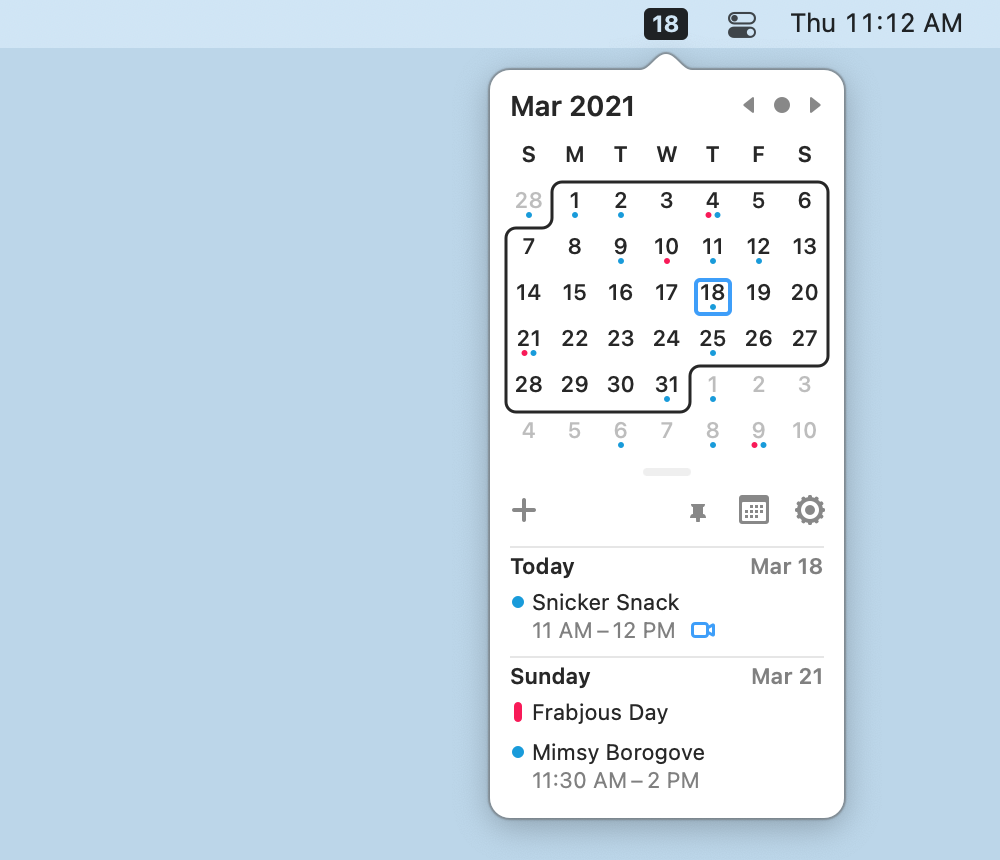 18 Thu 11:12 AM
Mar 2021
S M T W T F S
28 1 2 3 4 5 6
7 8 9 10 11 12 13
14 15 16 17 18 19 20
21 22 23 24 25 26 27
28 29 30 31 1 2 3
4 5 6 7 8 9 10
Today Mar 18
Snicker Snack
11 AM – 12 PM
Sunday Mar 21
Frabjous Day
Mimsy Borogove
11:30 AM – 2 PM